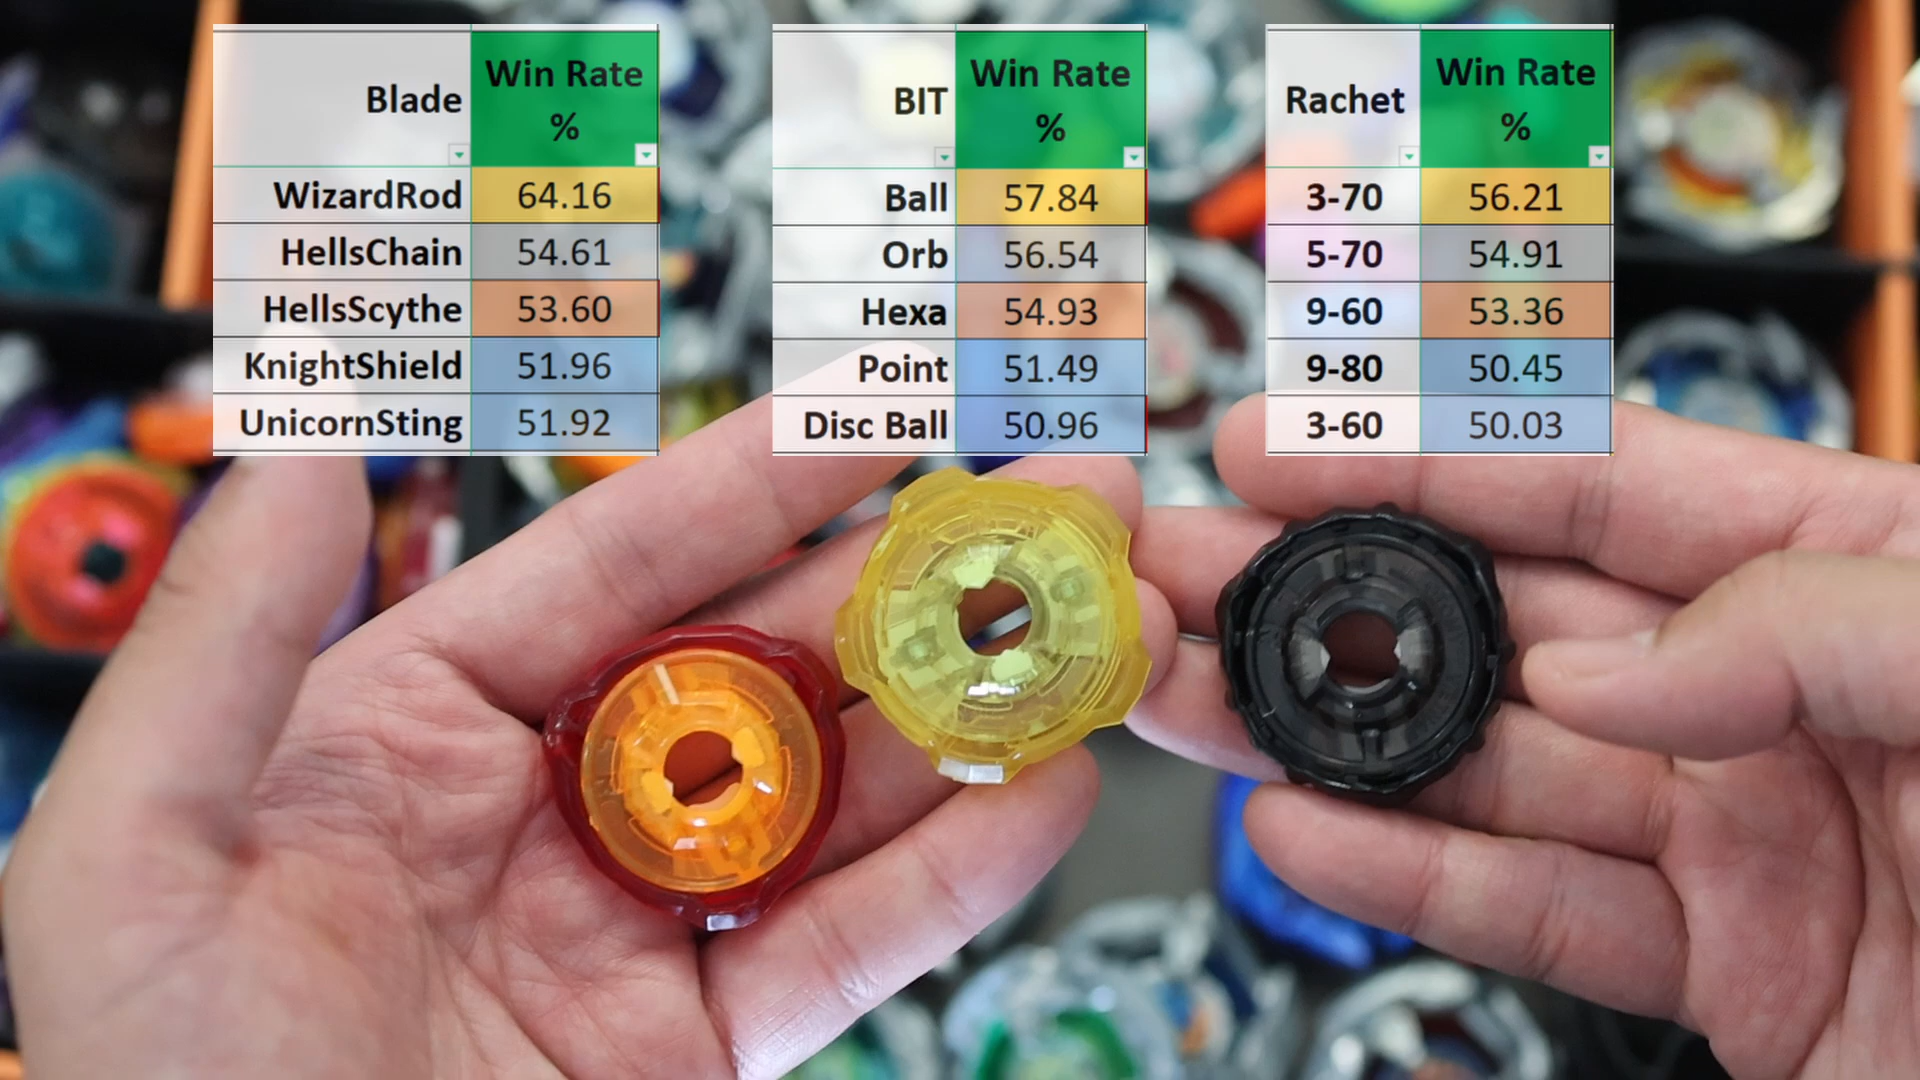 Blade Win Rate %
WizardRod 64.16
HellsChain 54.61
HellsScythe 53.60
KnightShield 51.96
UnicornSting 51.92
BIT Win Rate %
Ball 57.84
Orb 56.54
Hexa 54.93
Point 51.49
Disc Ball 50.96
Rachet Win Rate %
3-70 56.21
5-70 54.91
9-60 53.36
9-80 50.45
3-60 50.03